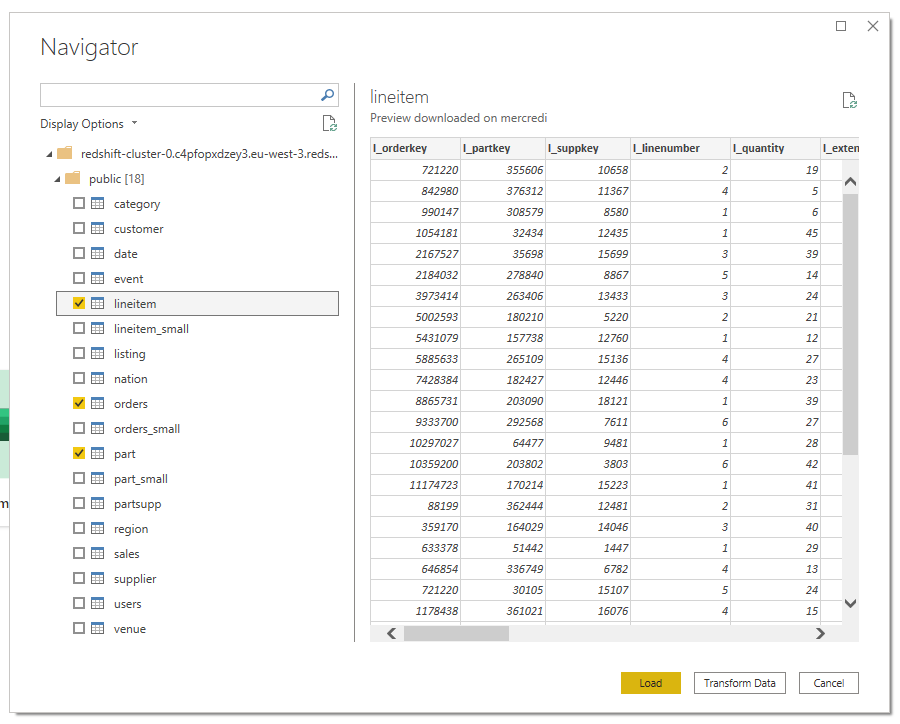 Navigator
Display Options
redshift-cluster-0.c4pfopxdzey3.eu-west-3.reds...
public [18]
category
customer
date
event
lineitem
lineitem_small
listing
nation
orders
orders_small
part
part_small
partsupp
region
sales
supplier
users
venue
lineitem
Preview downloaded on mercredi
l_orderkey l_partkey l_suppkey l_linenumber l_quantity l_exten
721220 355606 10658 2 19
842980 376312 11367 4 5
990147 308579 8580 1 6
1054181 32434 12435 1 45
2167527 35698 15699 3 39
2184032 278840 8867 5 14
3973414 263406 13433 3 24
5002593 180210 5220 2 21
5431079 157738 12760 1 12
5885633 265109 15136 4 27
7428384 182427 12446 4 23
8865731 203090 18121 1 39
9333700 292568 7611 6 27
10297027 64477 9481 1 28
10359200 203802 3803 6 42
11174723 170214 15223 1 41
88199 362444 12481 2 31
359170 164029 14046 3 40
633378 51442 1447 1 29
646854 336749 6782 4 13
721220 30105 15107 5 24
1178438 361021 16076 4 15
Load Transform Data Cancel